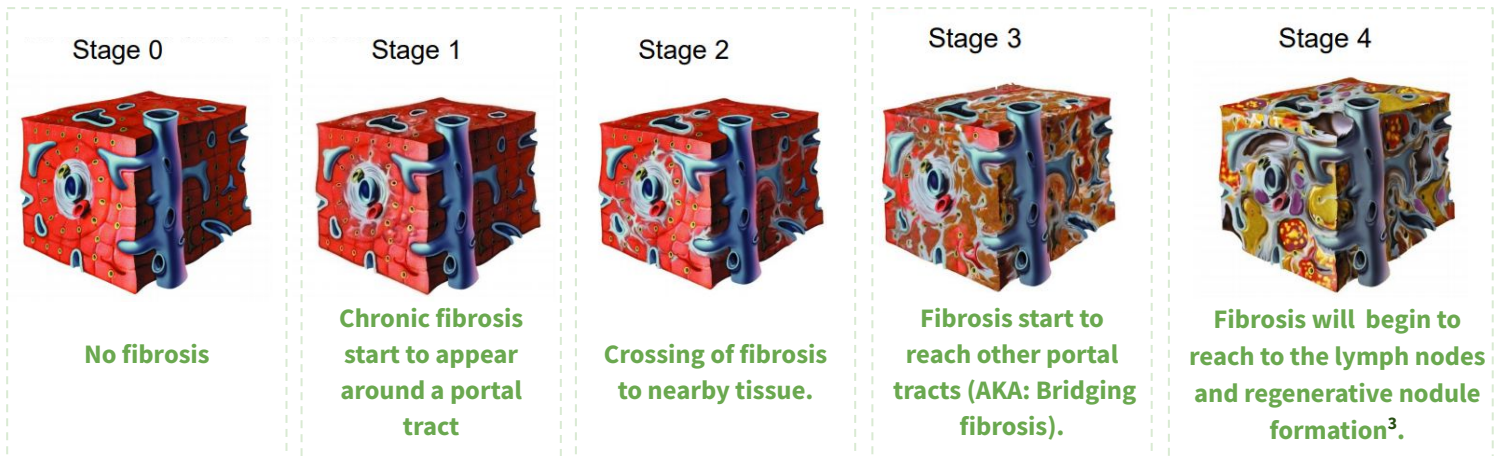 Stage 0
No fibrosis
Stage 1
Chronic fibrosis
start to appear
around a portal
tract
Stage 2
Crossing of fibrosis
to nearby tissue.
Stage 3
Fibrosis start to
reach other portal
tracts (AKA: Bridging
fibrosis).
Stage 4
Fibrosis will begin to
reach to the lymph nodes
and regenerative nodule
formation³.